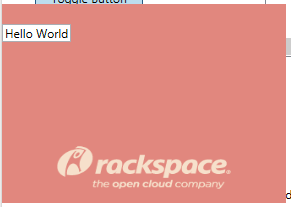 Toggle Button
Hello World
rackspace.
the open cloud company
d